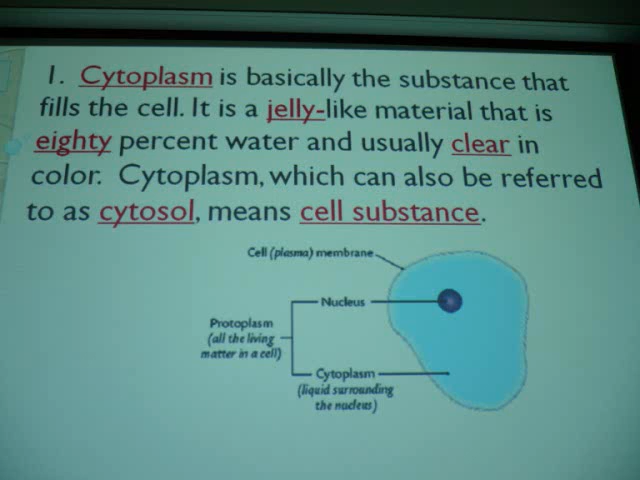 1. Cytoplasm is basically the substance that
fills the cell. It is a jelly-like material that is
eighty percent water and usually clear in
color. Cytoplasm, which can also be referred
to as cytosol, means cell substance.
Cell (plasma) membrane
Nucleus
Protoplasm
(all the living
matter in a cell)
Cytoplasm
(liquid surrounding
the nucleus)